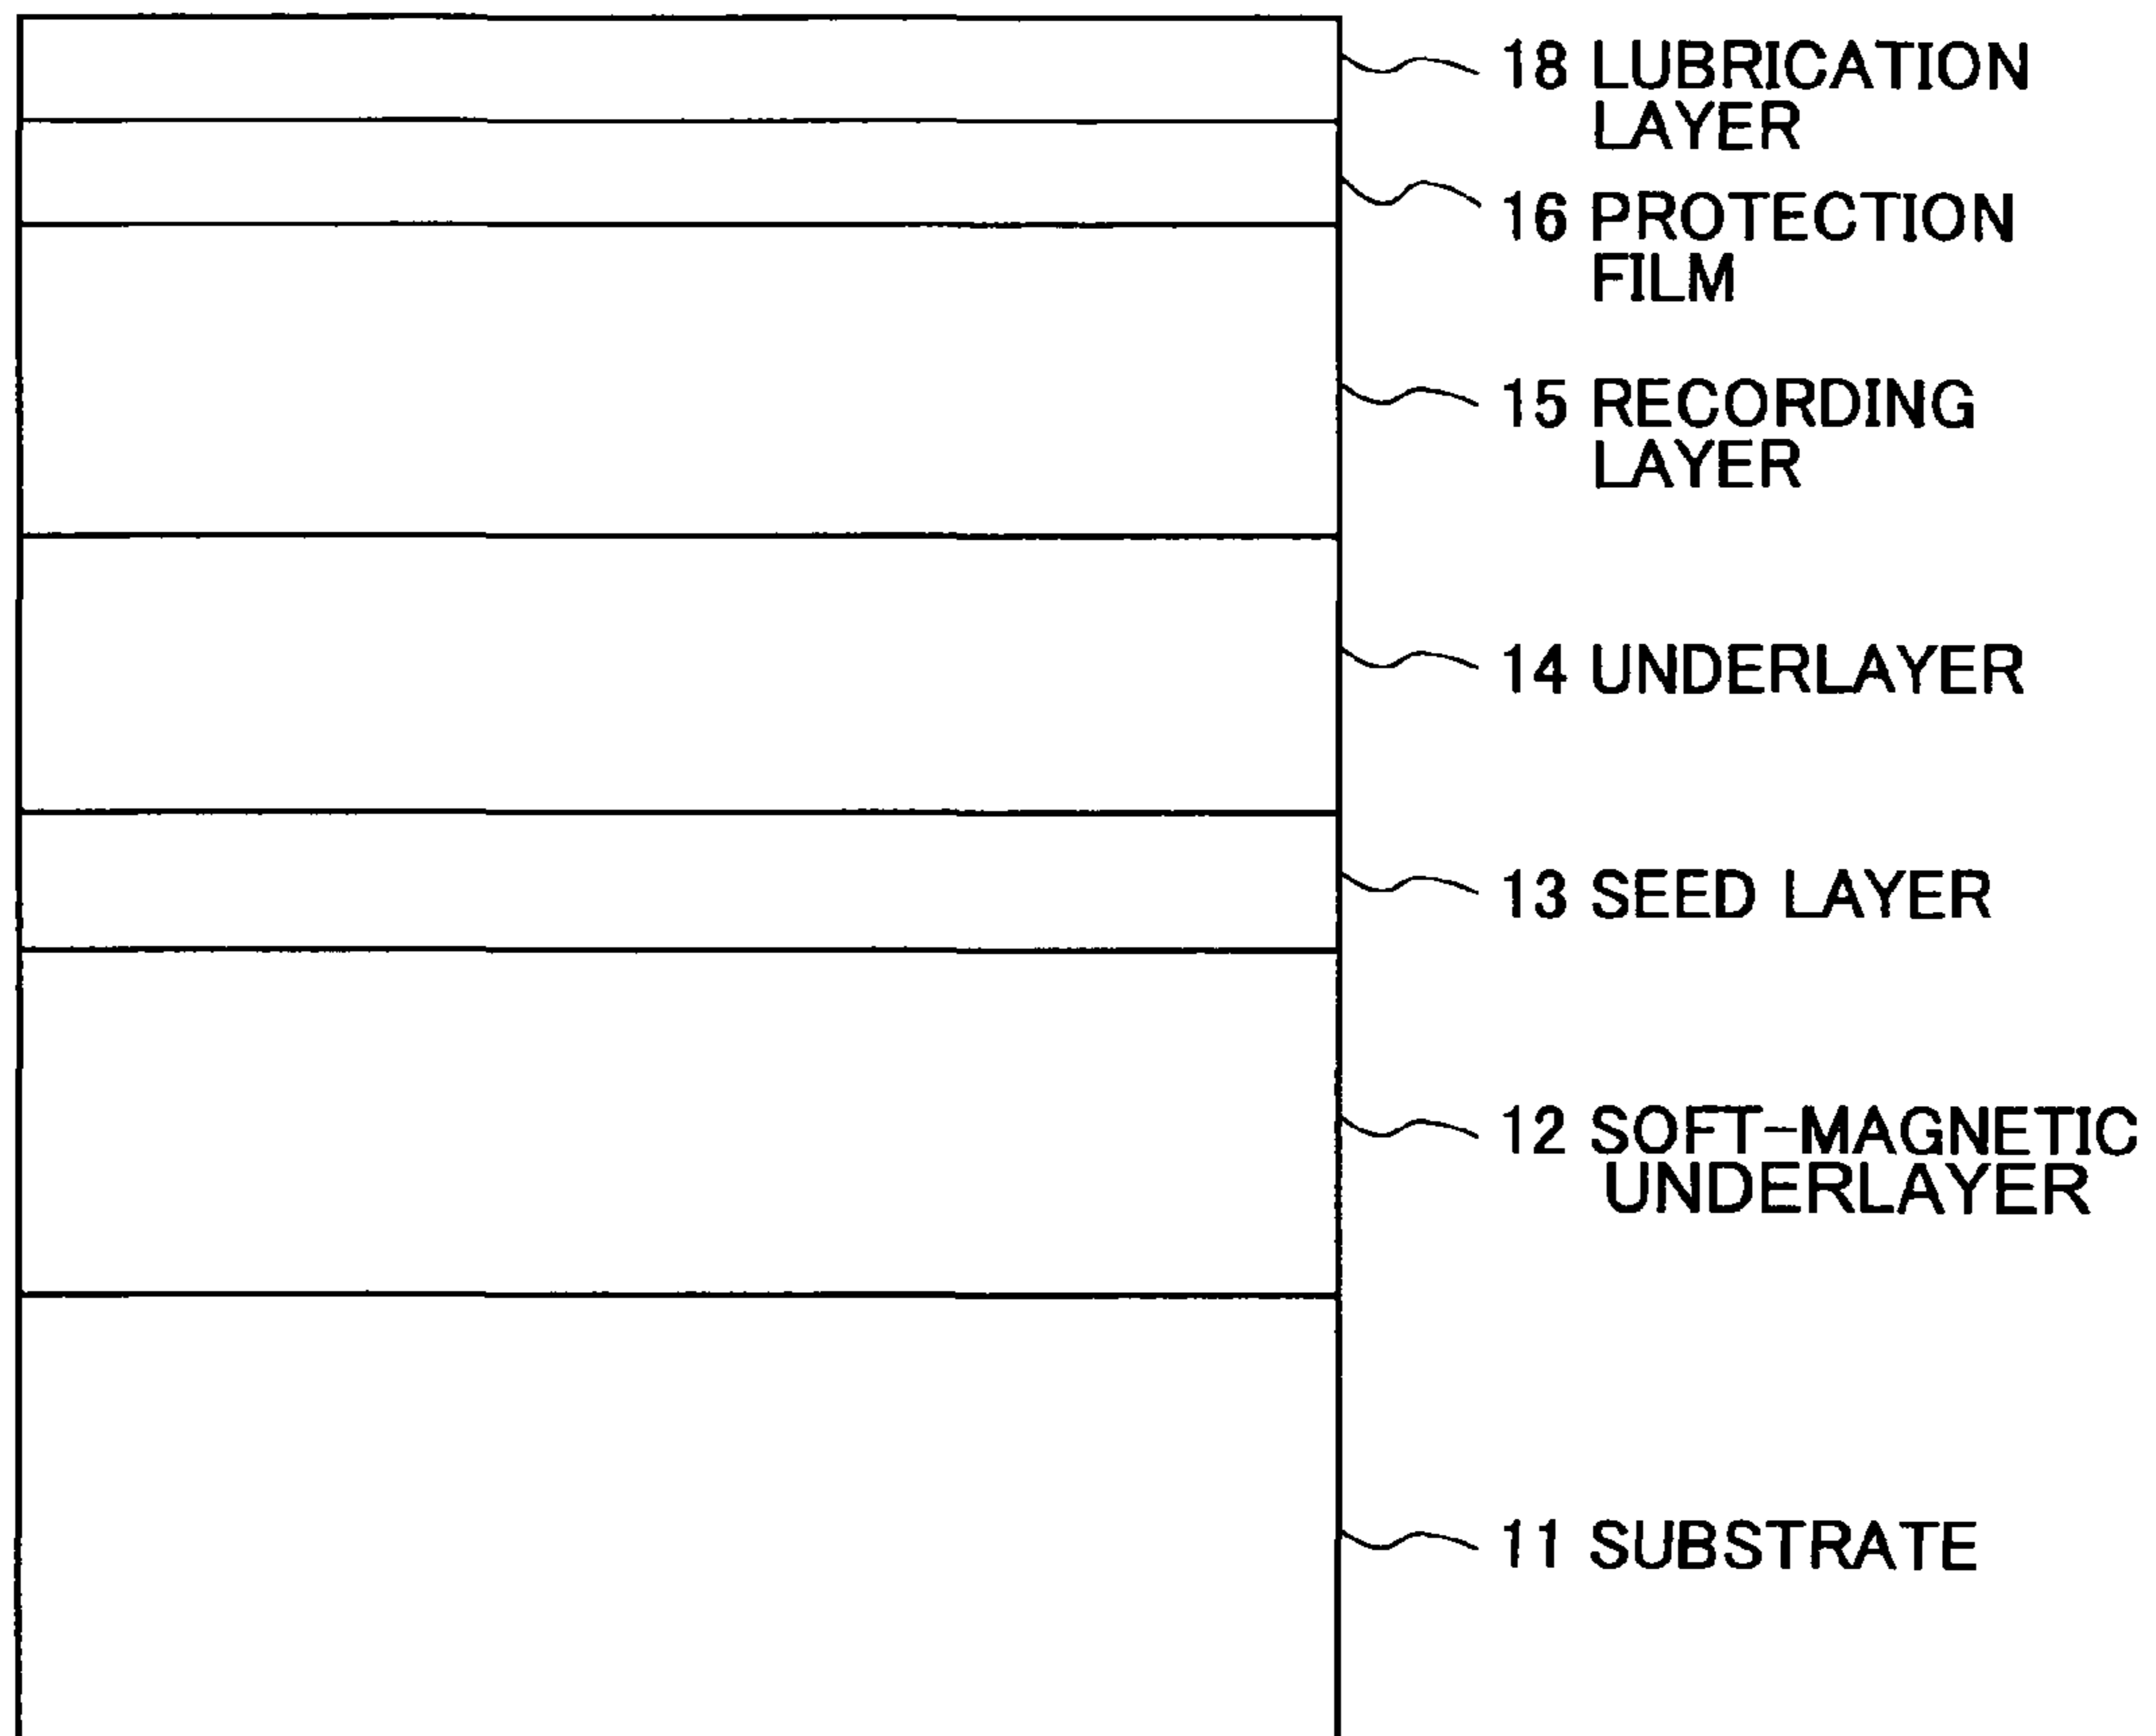 18 LUBRICATION
LAYER
16 PROTECTION
FILM
15 RECORDING
LAYER
14 UNDERLAYER
13 SEED LAYER
12 SOFT-MAGNETIC
UNDERLAYER
11 SUBSTRATE